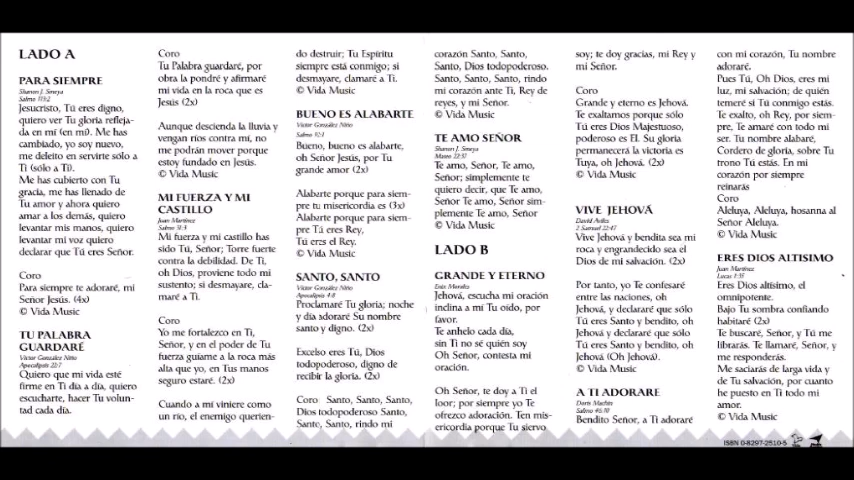 LADO A
PARA SIEMPRE
Sharon J. Smeya
Jesucristo, Tú eres digno,
quiero ver Tu gloria refleja-
da en mí (en mí). Me has
cambiado, yo soy nuevo,
me deleito en servirte sólo a
Ti (sólo a Ti).
Me has cubierto con Tu
gracia, me has llenado de
Tu amor y ahora quiero
amar a los demás, quiero
levantar mis manos, quiero
levantar mi voz quiero
declarar que Tú eres Señor.
Coro
Para siempre te adoraré, mi
Señor Jesús. (4x)
© Vida Music
TU PALABRA
GUARDARÉ
Víctor González Niño
Apocalipsis 22:7
Quiero que mi vida esté
firme en Ti día a día, quiero
escucharte, hacer Tu volun-
tad cada día.
Coro
Tu Palabra guardaré, por
obra la pondré y afirmaré
mi vida en la roca que es
Jesús (2x)
Aunque descienda la lluvia y
vengan ríos contra mí, no
me podrán mover porque
estoy fundado en Jesús.
© Vida Music
MI FUERZA Y MI
CASTILLO
Juan Martínez
Salmo 31:3
Mi fuerza y mi castillo has
sido Tú, Señor; Torre fuerte
contra la debilidad. De Ti,
oh Dios, proviene todo mi
sustento; si desmayare, cla-
maré a Ti.
Coro
Yo me fortalezco en Ti,
Señor, y en el poder de Tu
fuerza guíame a la roca más
alta que yo, en Tus manos
seguro estaré. (2x)
Cuando a mí viniere como
un río, el enemigo querien-
do destruir; Tu Espíritu
siempre está conmigo; si
desmayare, clamaré a Ti.
© Vida Music
BUENO ES ALABARTE
Víctor González Niño
Bueno, bueno es alabarte,
oh Señor Jesús, por Tu
grande amor (2x)
Alabarte porque para siem-
pre tu misericordia es (3x)
Alabarte porque para siem-
pre Tú eres Rey,
Tú eres el Rey.
© Vida Music
SANTO, SANTO
Víctor González Niño
Apocalipsis 4:8
Proclamaré Tu gloria; noche
y día adoraré Su nombre
santo y digno. (2x)
Excelso eres Tú, Dios
todopoderoso, digno de
recibir la gloria. (2x)
Coro Santo, Santo, Santo,
Dios todopoderoso Santo,
Santo, Santo, rindo mi
corazón Santo, Santo,
Santo, Dios todopoderoso.
Santo, Santo, Santo, rindo
mi corazón ante Ti, Rey de
reyes, y mi Señor.
© Vida Music
TE AMO SEÑOR
Sharon J. Smeya
Mateo 22:37
Te amo, Señor, Te amo,
Señor; simplemente te
quiero decir, que Te amo,
Señor Te amo, Señor sim-
plemente Te amo, Señor
© Vida Music
LADO B
GRANDE Y ETERNO
Enin Morales
Jehová, escucha mi oración
inclina a mí Tu oído, por
favor.
Te anhelo cada día,
sin Ti no sé quién soy
Oh Señor, contesta mi
oración.
Oh Señor, te doy a Ti el
loor; por siempre yo Te
ofrezco adoración. Ten mis-
ericordia porque Tu siervo
soy; te doy gracias, mi Rey y
mi Señor.
Coro
Grande y eterno es Jehová.
Te exaltamos porque sólo
Tú eres Dios Majestuoso,
poderoso es El. Su gloria
permanecerá la victoria es
Tuya, oh Jehová. (2x)
© Vida Music
VIVE JEHOVÁ
David Aviles
2 Samuel 22:47
Vive Jehová y bendita sea mi
roca y engrandecido sea el
Dios de mi salvación. (2x)
Por tanto, yo Te confesaré
entre las naciones, oh
Jehová, y declararé que sólo
Tú eres Santo y bendito, oh
Jehová y declararé que sólo
Tú eres Santo y bendito, oh
Jehová (Oh Jehová).
© Vida Music
A TI ADORARE
Doris Machin
Bendito Señor, a Ti adoraré
con mi corazón, Tu nombre
adoraré.
Pues Tú, Oh Dios, eres mi
luz, mi salvación; de quién
temeré si Tú conmigo estás.
Te exalto, oh Rey, por siem-
pre, Te amaré con todo mi
ser. Tu nombre alabaré,
Cordero de gloria, sobre Tu
trono Tú estás. En mi
corazón por siempre
reinarás
Coro
Aleluya, Aleluya, hosanna al
Señor Aleluya.
© Vida Music
ERES DIOS ALTISIMO
Juan Martínez
Lucas 1:35
Eres Dios altísimo, el
omnipotente.
Bajo Tu sombra confiando
habitaré (2x)
Te buscaré, Señor, y Tú me
librarás. Te llamaré, Señor, y
me responderás.
Me saciarás de larga vida y
de Tu salvación, por cuanto
he puesto en Ti todo mi
amor.
© Vida Music
ISBN 0-8297-2510-5